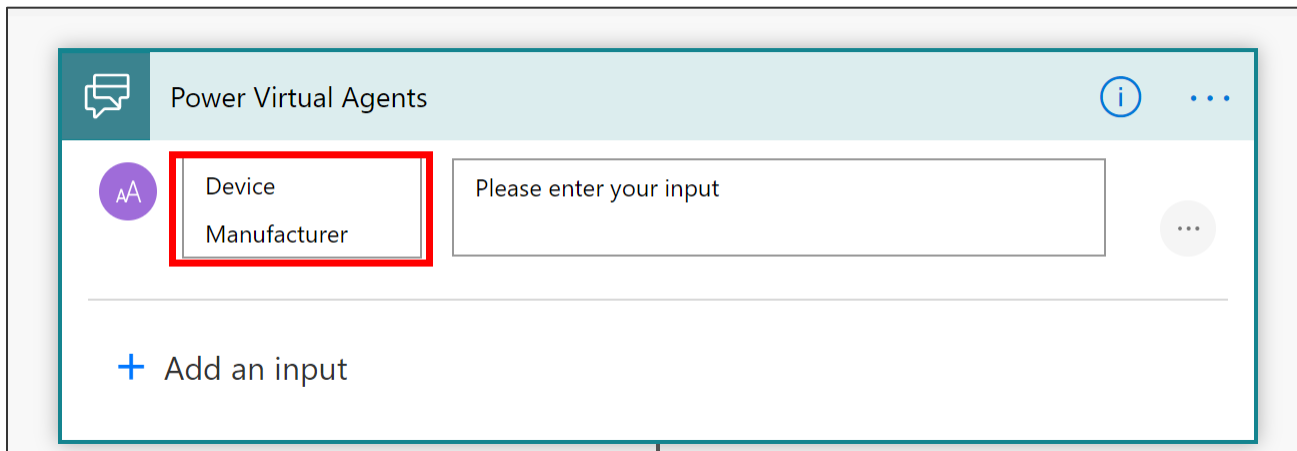 Power Virtual Agents
i
AA
Device
Manufacturer
Please enter your input
Add an input